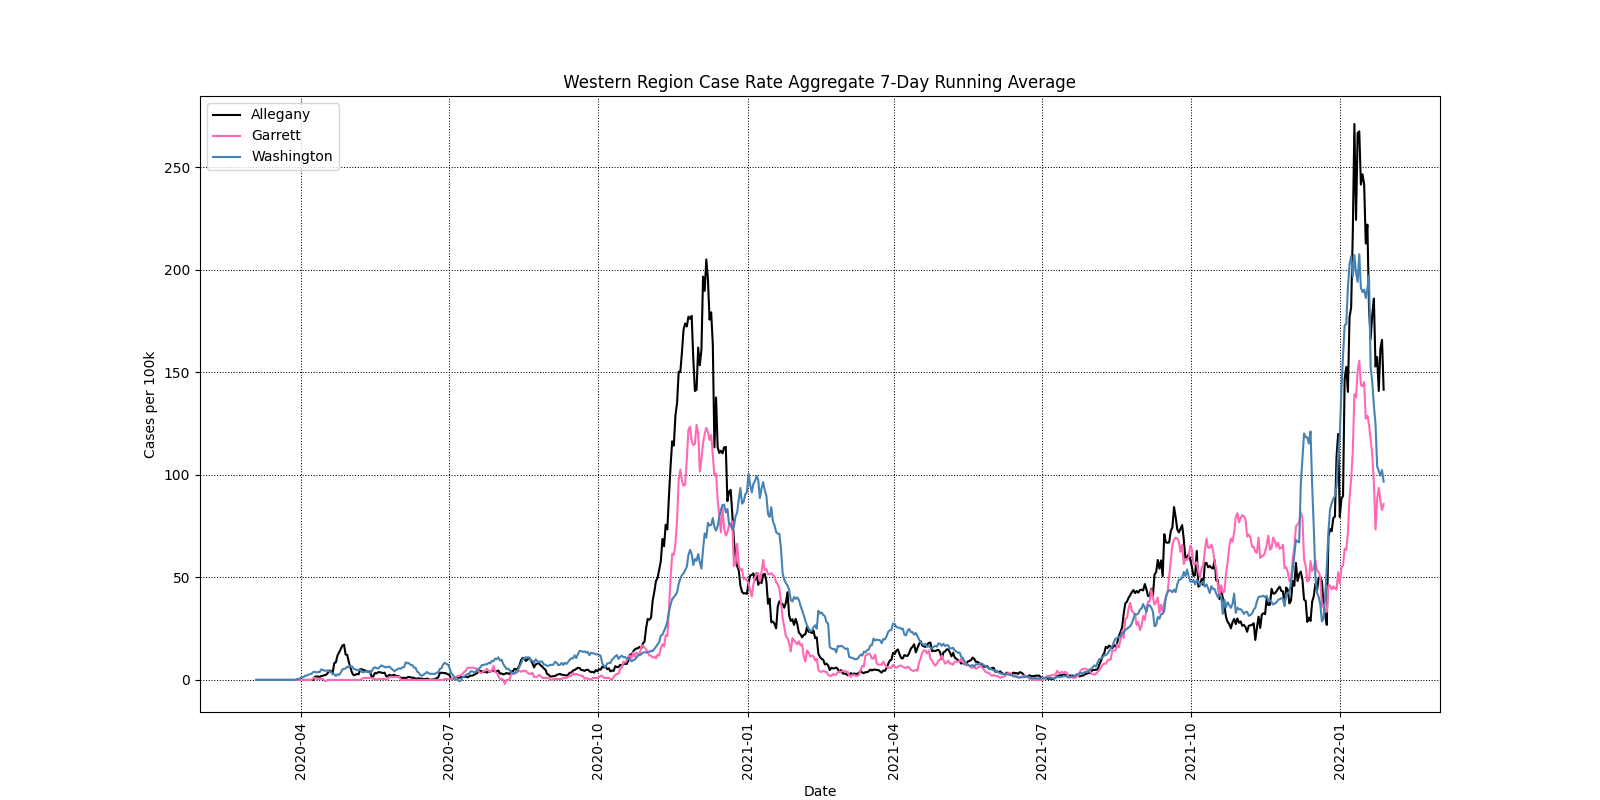 Western Region Case Rate Aggregate 7-Day Running Average
Allegany
Garrett
Washington
Cases per 100k
250
200
150
100
50
0
2020-04
2020-07
2020-10
2021-01
2021-04
2021-07
2021-10
2022-01
Date